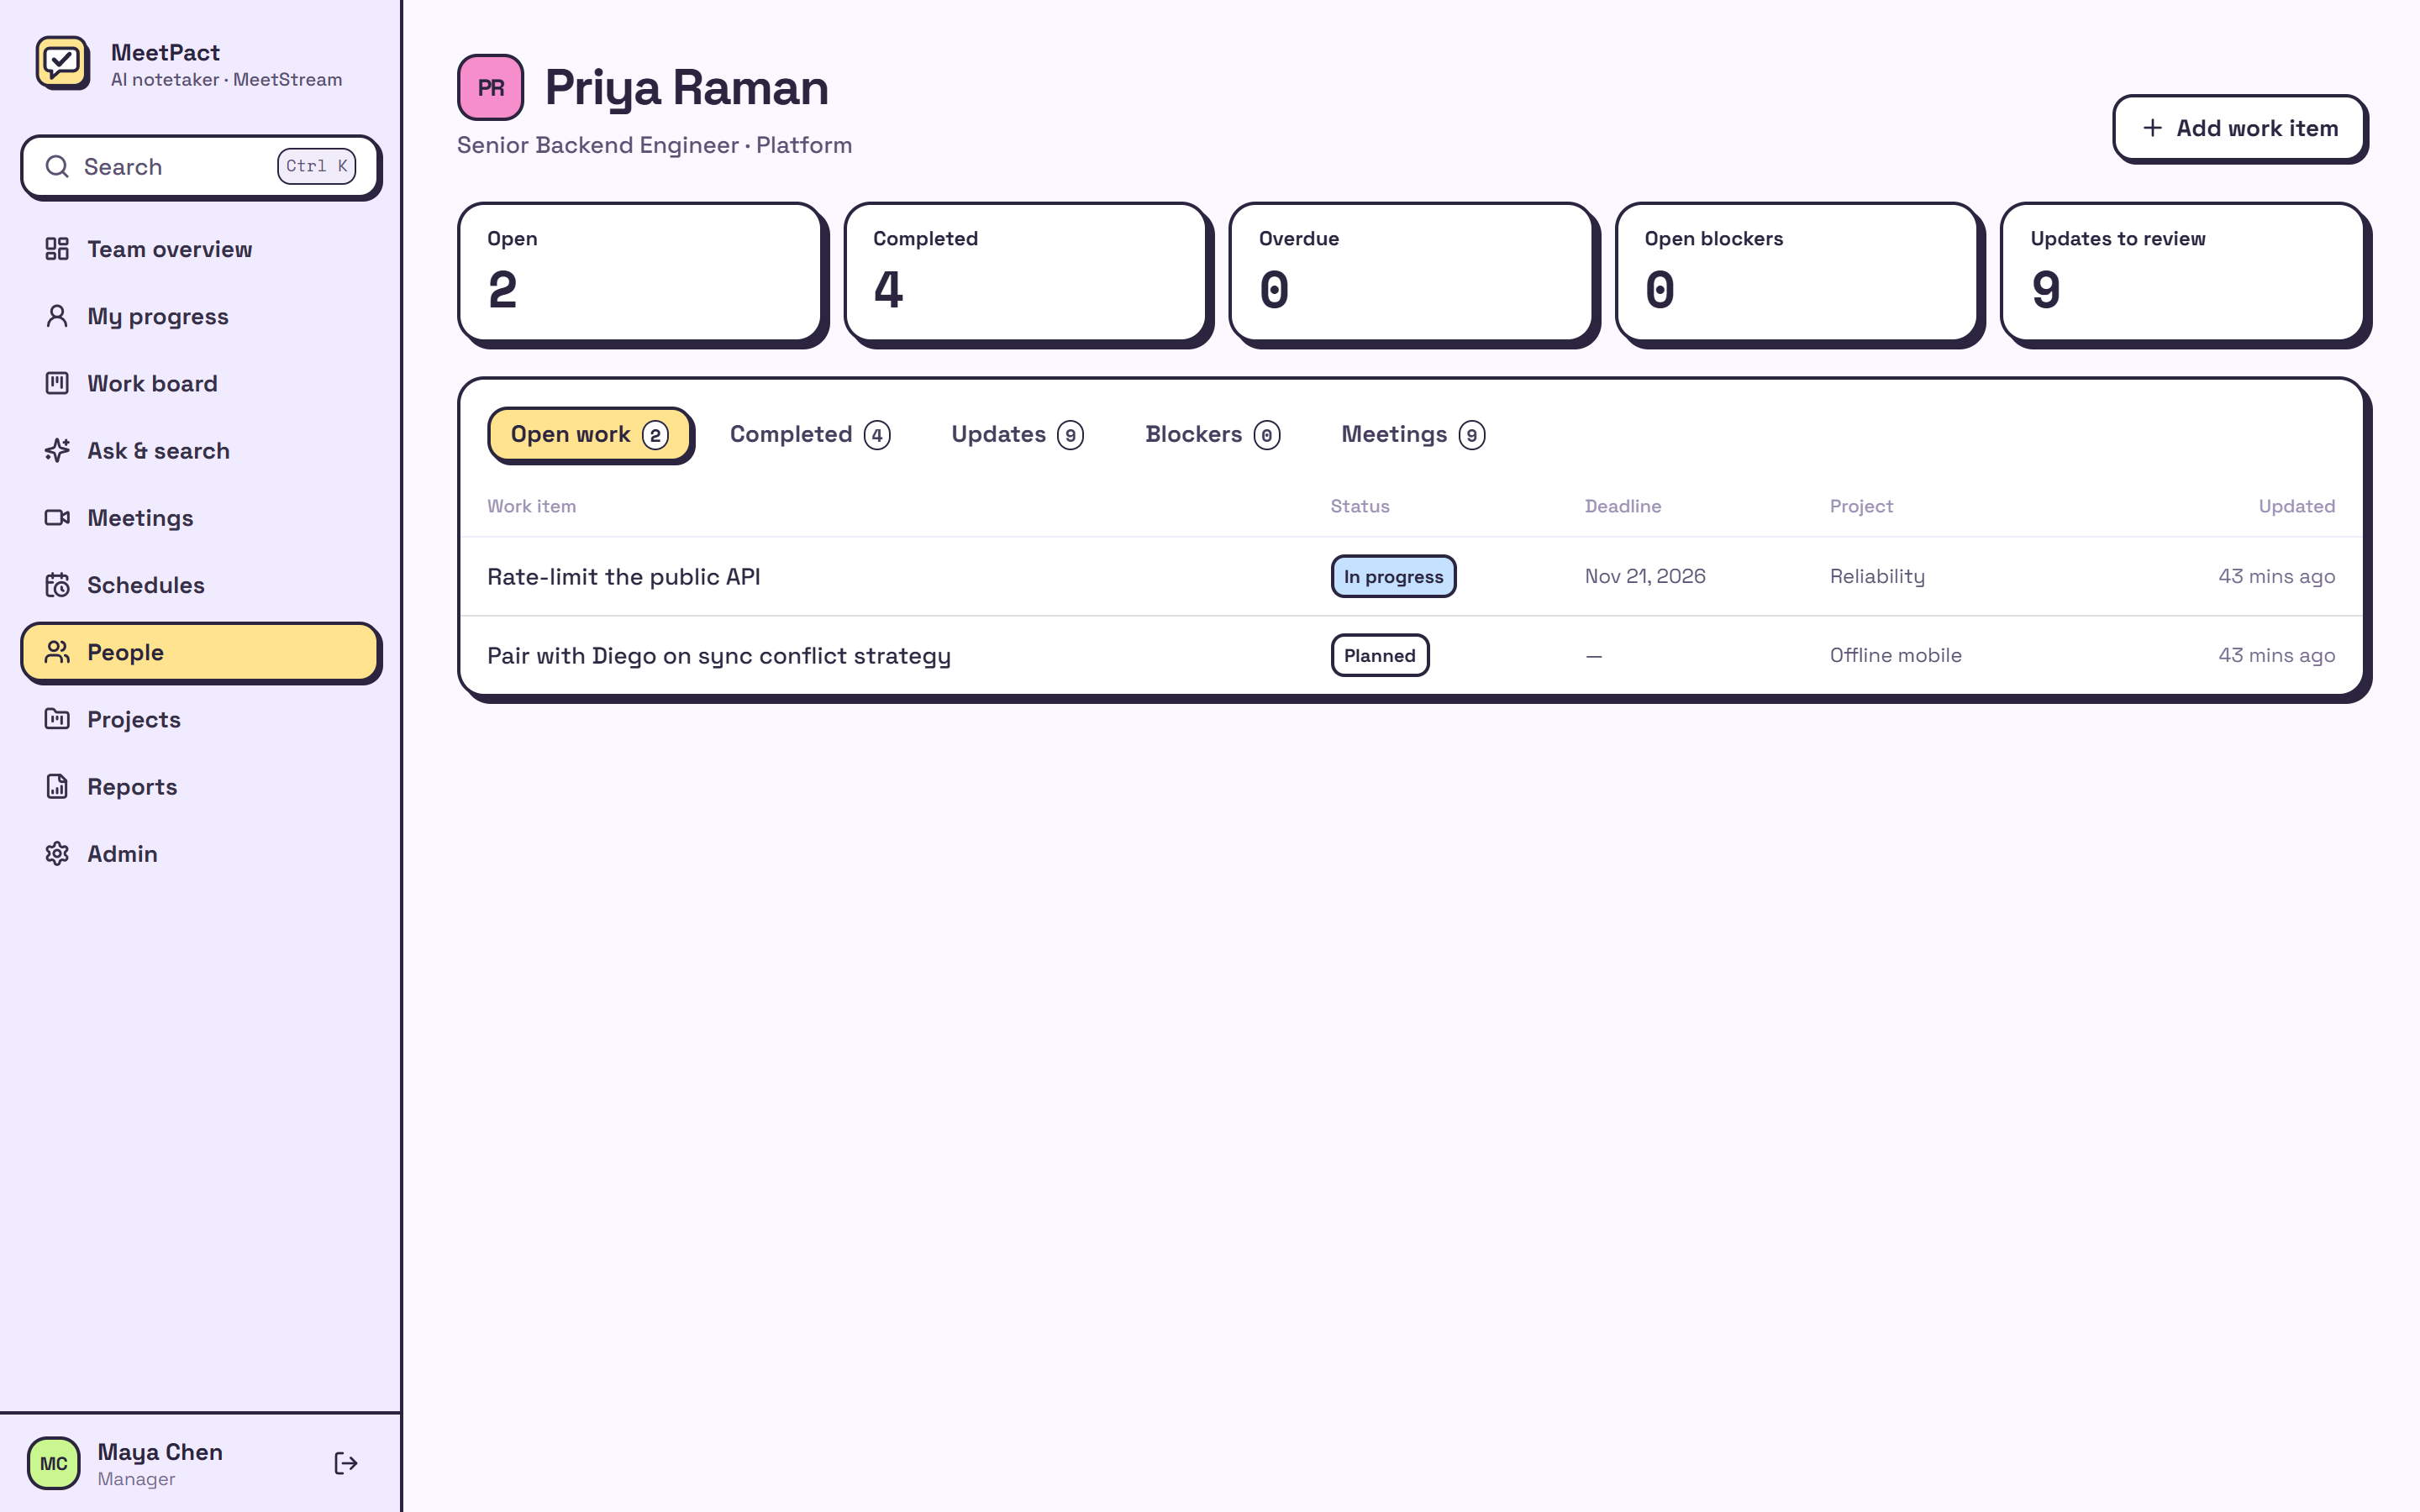 MeetPact
AI notetaker · MeetStream
Search
Ctrl K
Team overview
My progress
Work board
Ask & search
Meetings
Schedules
People
Projects
Reports
Admin
MC
Maya Chen
Manager
PR
Priya Raman
Senior Backend Engineer · Platform
+ Add work item
Open
2
Completed
4
Overdue
0
Open blockers
0
Updates to review
9
Open work 2 Completed 4 Updates 9 Blockers 0 Meetings 9
Work item Status Deadline Project Updated
Rate-limit the public API In progress Nov 21, 2026 Reliability 43 mins ago
Pair with Diego on sync conflict strategy Planned — Offline mobile 43 mins ago